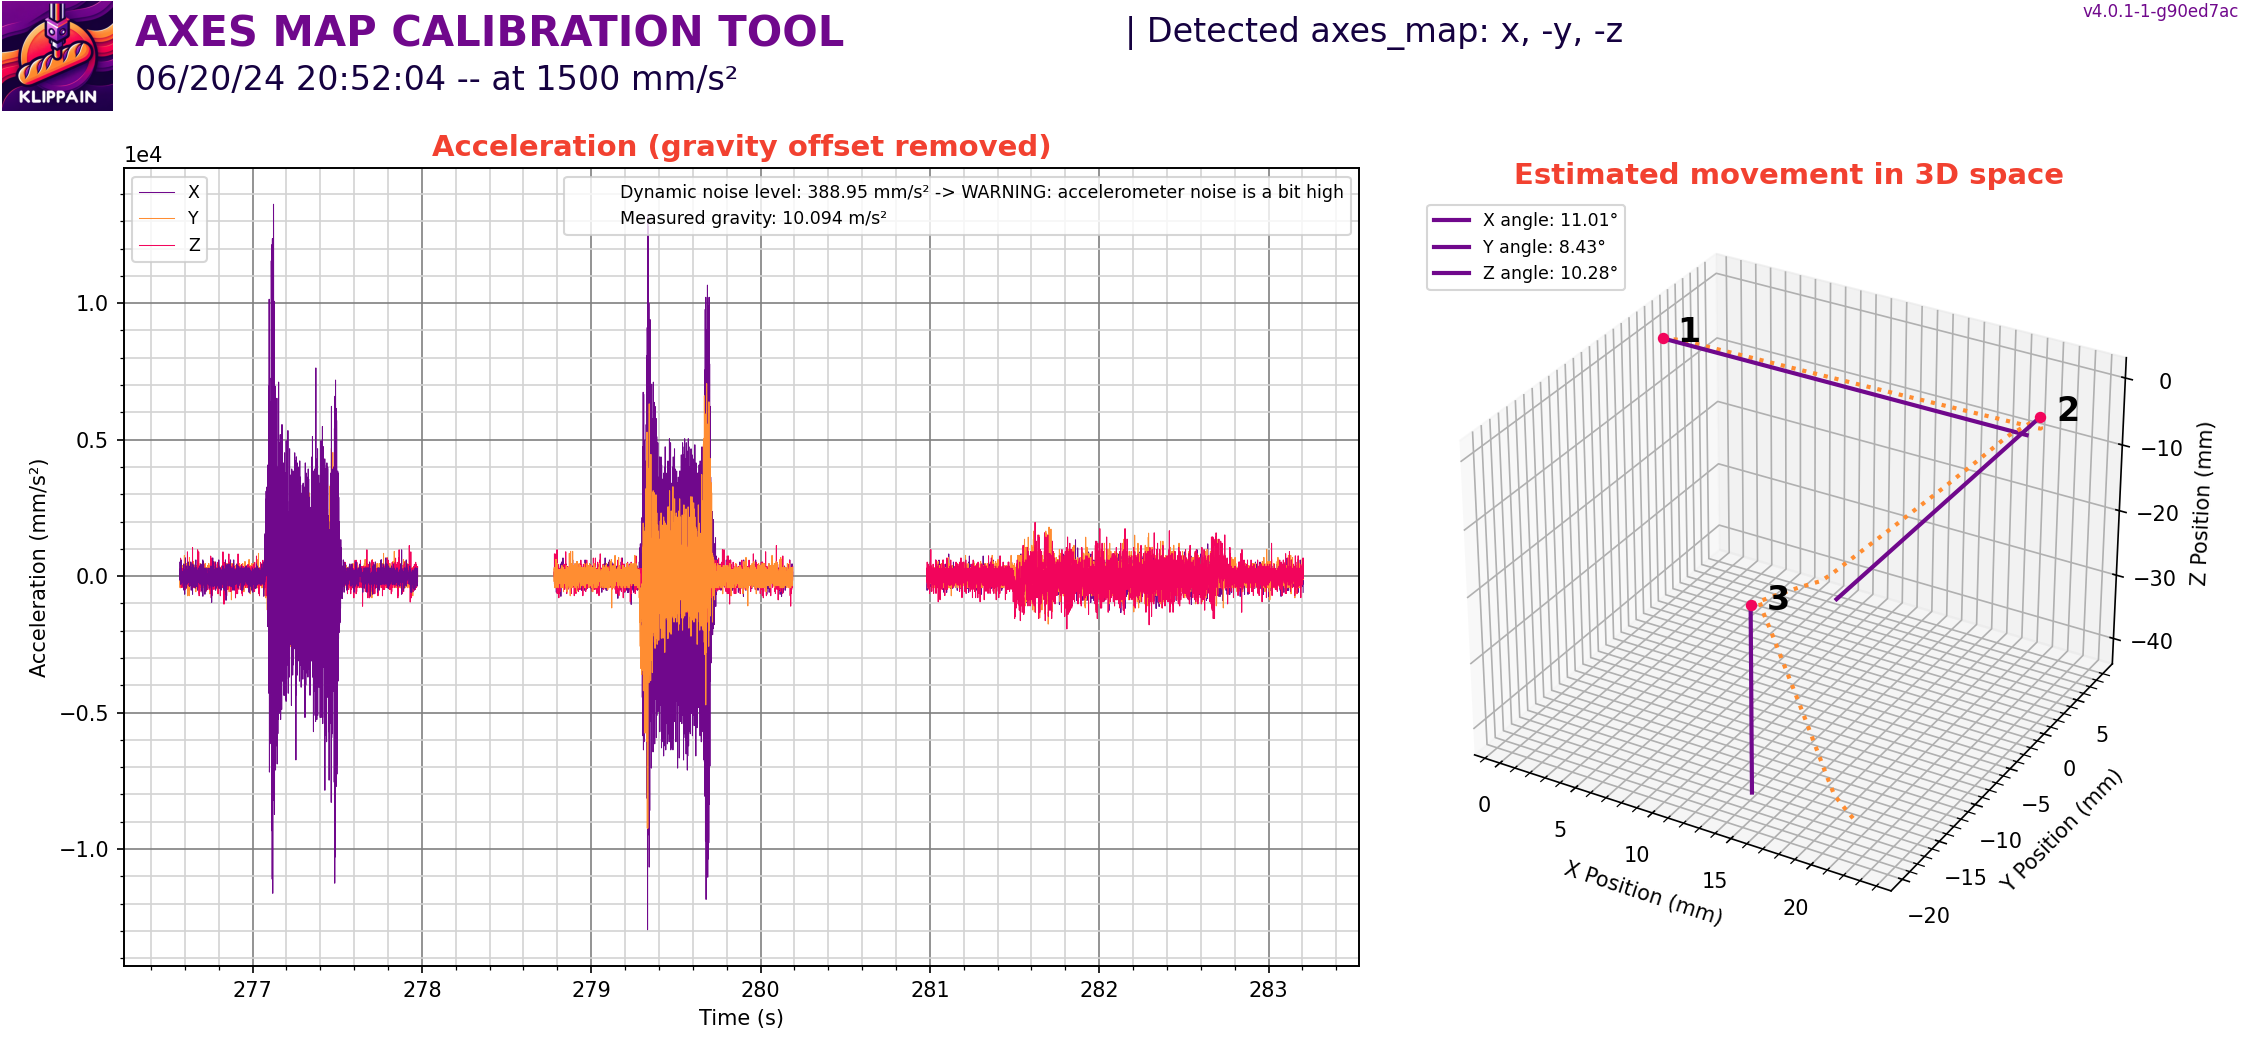 KLIPPAIN
AXES MAP CALIBRATION TOOL
06/20/24 20:52:04 -- at 1500 mm/s²
| Detected axes_map: x, -y, -z
v4.0.1-1-g90ed7ac
Acceleration (gravity offset removed)
1e4
X
Y
Z
Dynamic noise level: 388.95 mm/s² -> WARNING: accelerometer noise is a bit high
Measured gravity: 10.094 m/s²
1.0
0.5
0.0
−0.5
−1.0
Acceleration (mm/s²)
277
278
279
280
281
282
283
Time (s)
Estimated movement in 3D space
X angle: 11.01°
Y angle: 8.43°
Z angle: 10.28°
1
2
3
0
−10
−20
−30
−40
Z Position (mm)
0
5
10
15
20
X Position (mm)
5
0
−5
−10
−15
−20
Y Position (mm)